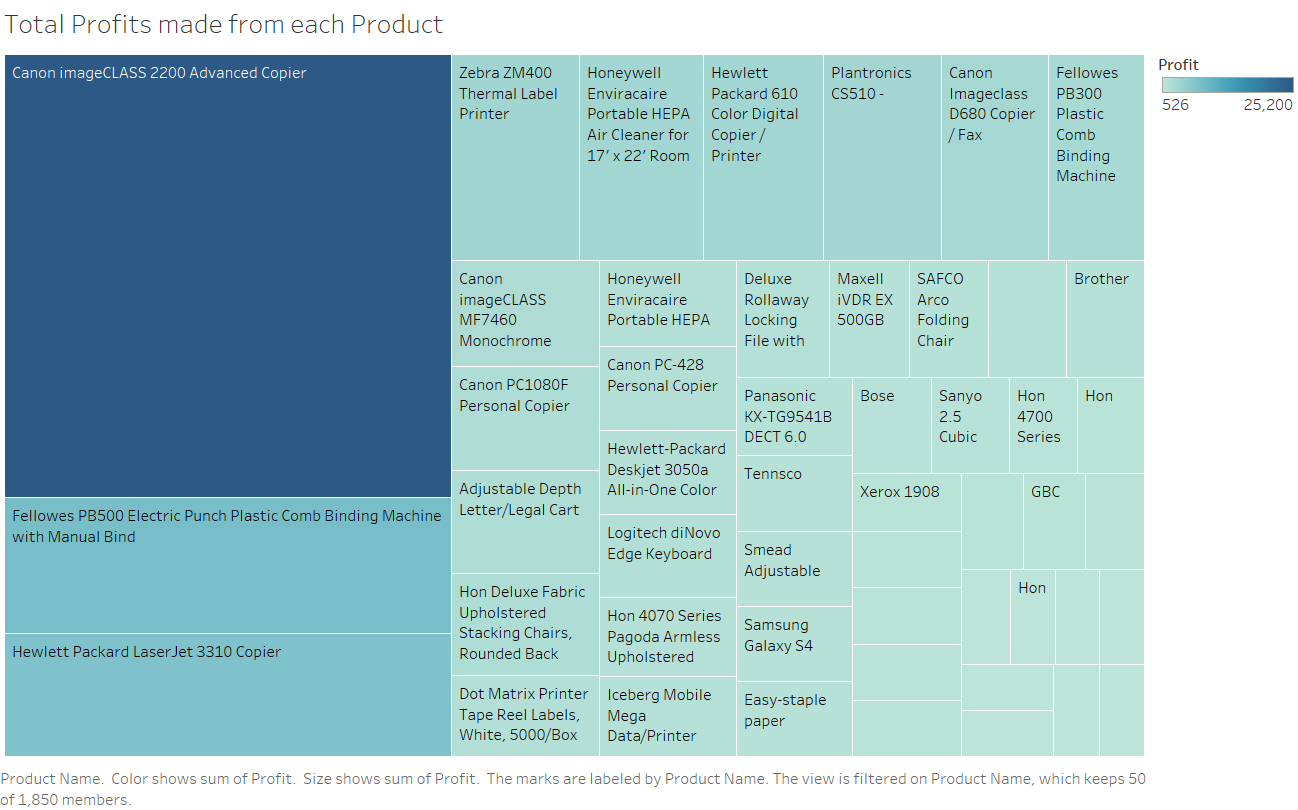 Total Profits made from each Product
Canon imageCLASS 2200 Advanced Copier
Fellowes PB500 Electric Punch Plastic Comb Binding Machine
with Manual Bind
Hewlett Packard LaserJet 3310 Copier
Zebra ZM400
Thermal Label
Printer
Honeywell
Enviracaire
Portable HEPA
Air Cleaner for
17’ x 22’ Room
Hewlett
Packard 610
Color Digital
Copier /
Printer
Plantronics
CS510 -
Canon
Imageclass
D680 Copier
/ Fax
Fellowes
PB300
Plastic
Comb
Binding
Machine
Canon
imageCLASS
MF7460
Monochrome
Canon PC1080F
Personal Copier
Adjustable Depth
Letter/Legal Cart
Hon Deluxe Fabric
Upholstered
Stacking Chairs,
Rounded Back
Dot Matrix Printer
Tape Reel Labels,
White, 5000/Box
Honeywell
Enviracaire
Portable HEPA
Canon PC-428
Personal Copier
Hewlett-Packard
Deskjet 3050a
All-in-One Color
Logitech diNovo
Edge Keyboard
Hon 4070 Series
Pagoda Armless
Upholstered
Iceberg Mobile
Mega
Data/Printer
Deluxe
Rollaway
Locking
File with
Maxell
iVDR EX
500GB
SAFCO
Arco
Folding
Chair
Brother
Panasonic
KX-TG9541B
DECT 6.0
Tennsco
Smead
Adjustable
Samsung
Galaxy S4
Easy-staple
paper
Bose
Sanyo
2.5
Cubic
Hon
4700
Series
Hon
Xerox 1908
GBC
Hon
Profit
526 25,200
Product Name.  Color shows sum of Profit.  Size shows sum of Profit.  The marks are labeled by Product Name. The view is filtered on Product Name, which keeps 50
of 1,850 members.